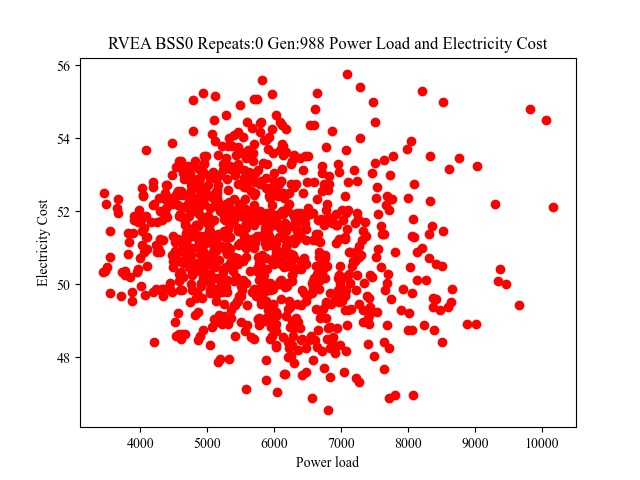 RVEA BSS0 Repeats:0 Gen:988 Power Load and Electricity Cost
56
54
52
50
48
Electricity Cost
4000 5000 6000 7000 8000 9000 10000
Power load